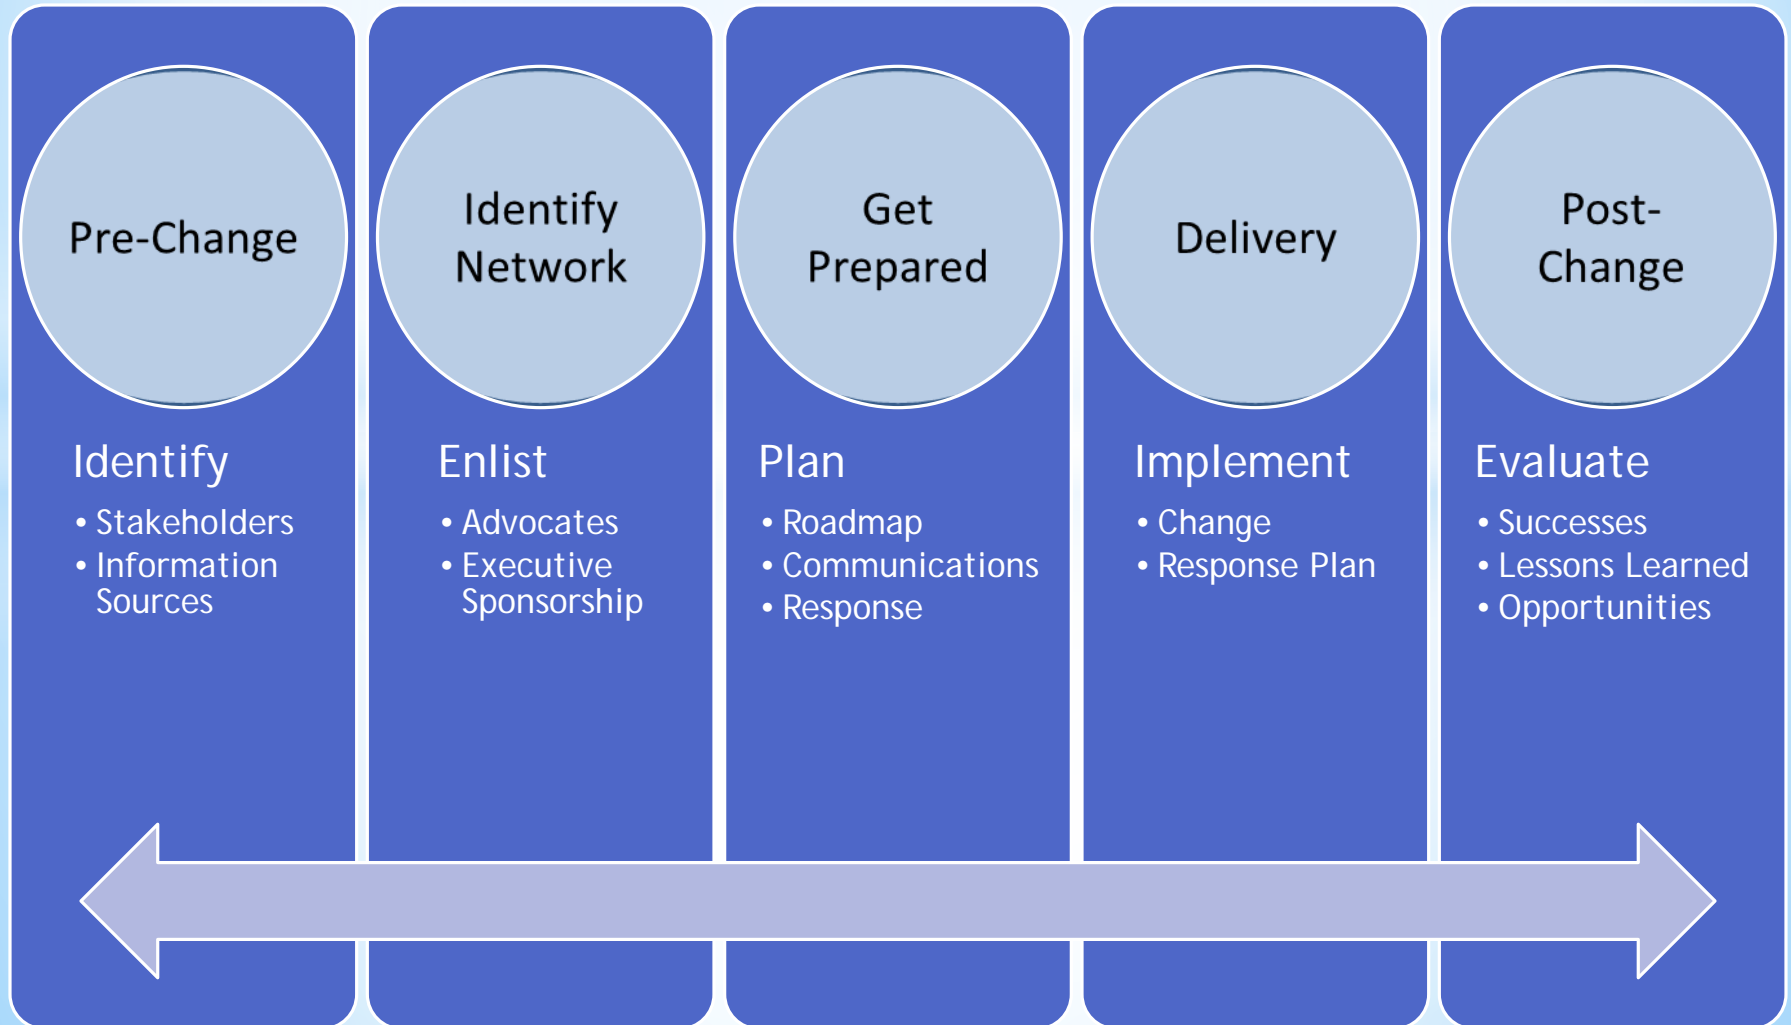 Pre-Change
Identify
• Stakeholders
• Information
Sources
Identify
Network
Enlist
• Advocates
• Executive
Sponsorship
Get
Prepared
Plan
• Roadmap
• Communications
• Response
Delivery
Implement
• Change
• Response Plan
Post-
Change
Evaluate
• Successes
• Lessons Learned
• Opportunities